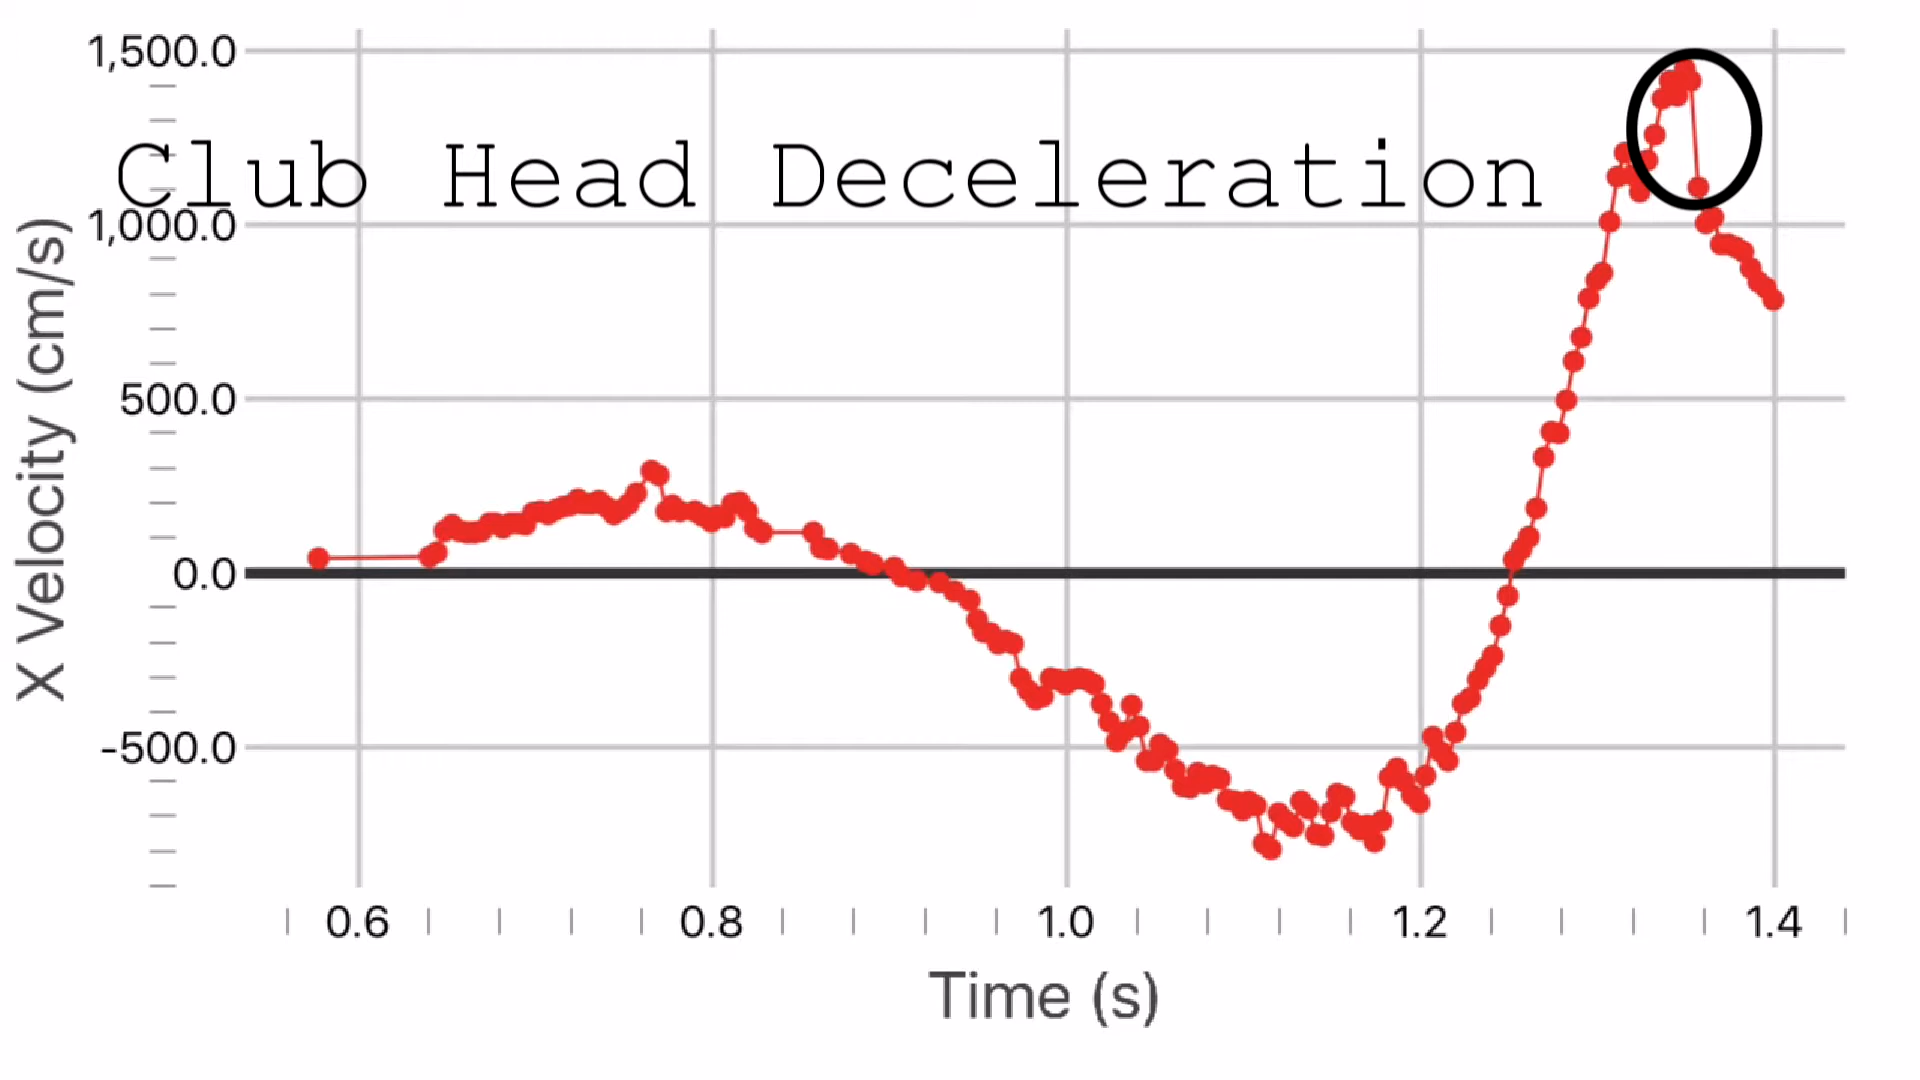 1,500.0
Club Head Deceleration
1,000.0
500.0
0.0
-500.0
X Velocity (cm/s)
0.6 0.8 1.0 1.2 1.4
Time (s)